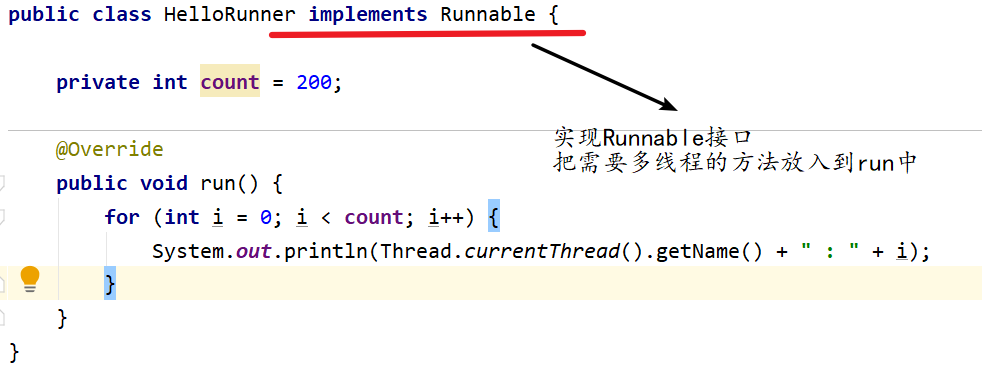 public class HelloRunner implements Runnable {
private int count = 200;
实现Runnable接口
把需要多线程的方法放入到run中
@Override
public void run() {
for (int i = 0; i < count; i++) {
System.out.println(Thread.currentThread().getName() + " : " + i);
}
}
}